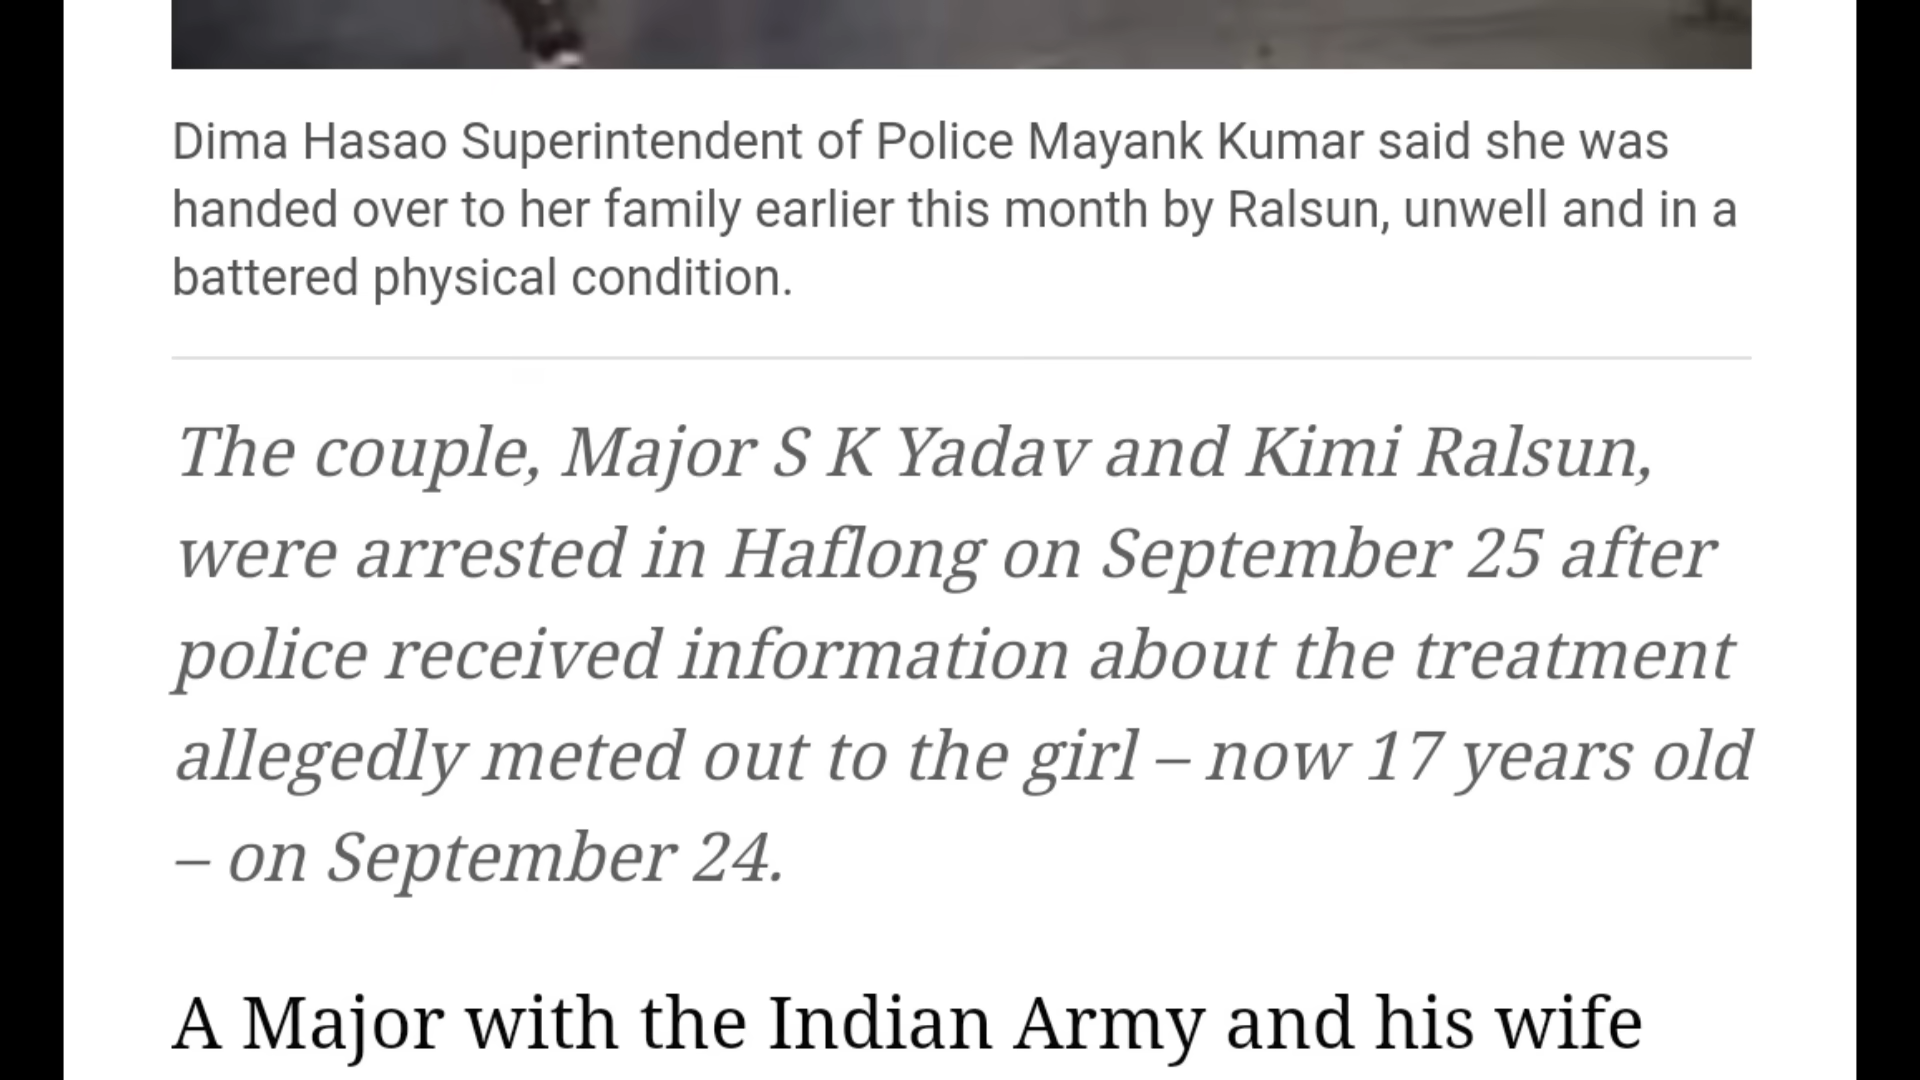 Dima Hasao Superintendent of Police Mayank Kumar said she was
handed over to her family earlier this month by Ralsun, unwell and in a
battered physical condition.
The couple, Major S K Yadav and Kimi Ralsun,
were arrested in Haflong on September 25 after
police received information about the treatment
allegedly meted out to the girl – now 17 years old
– on September 24.
A Major with the Indian Army and his wife